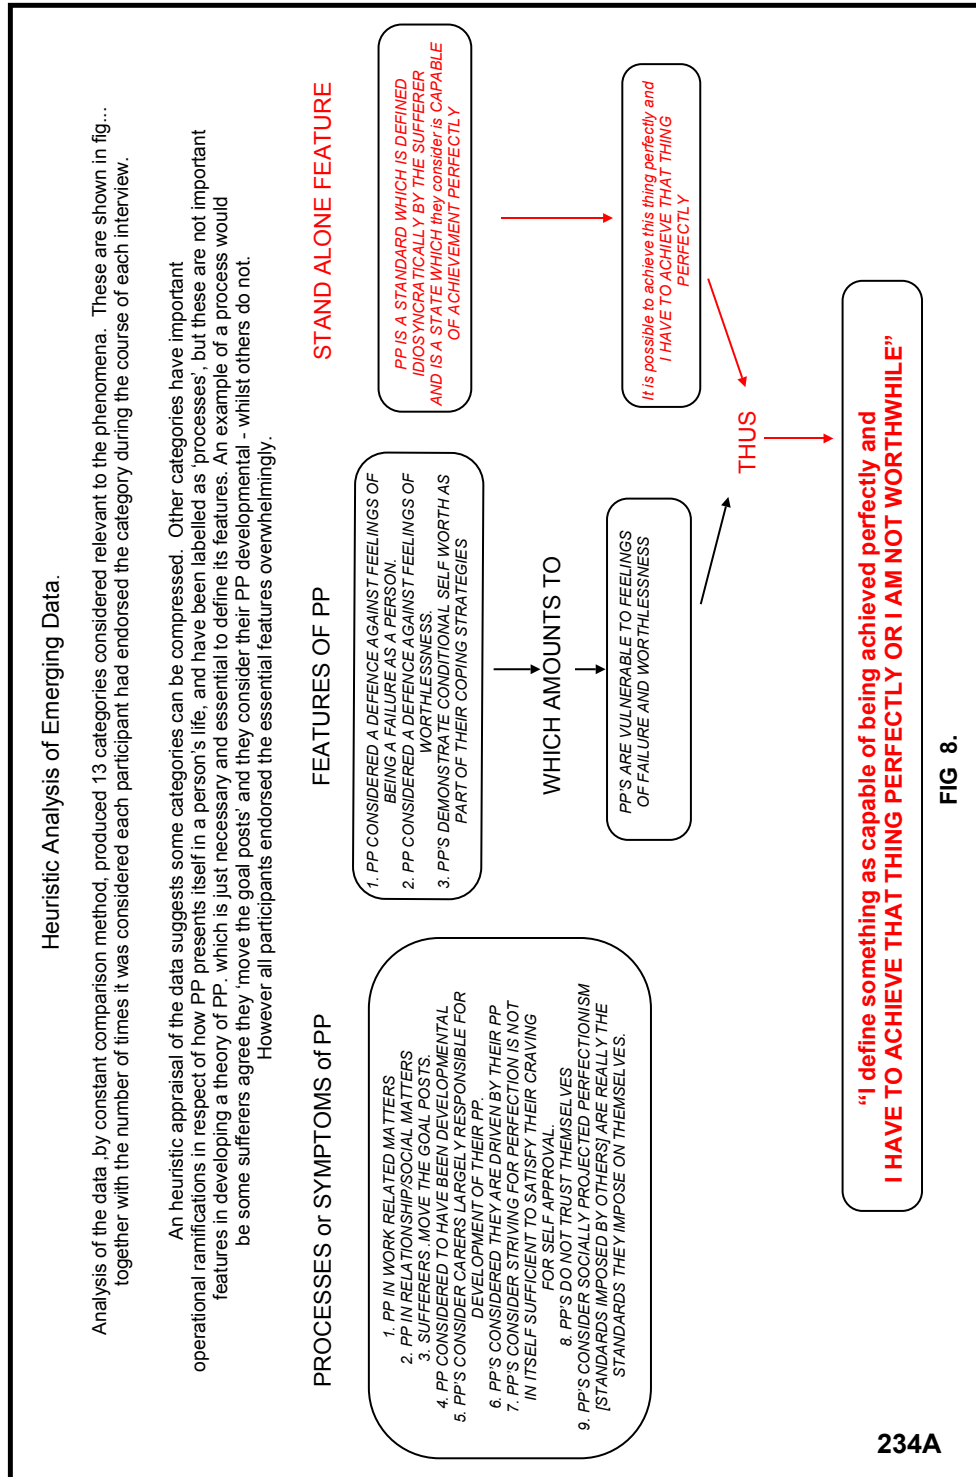 Heuristic Analysis of Emerging Data.
Analysis of the data ,by constant comparison method, produced 13 categories considered relevant to the phenomena. These are shown in fig...
together with the number of times it was considered each participant had endorsed the category during the course of each interview.
An heuristic appraisal of the data suggests some categories can be compressed. Other categories have important
operational ramifications in respect of how PP presents itself in a person's life, and have been labelled as 'processes', but these are not important
features in developing a theory of PP. which is just necessary and essential to define its features. An example of a process would
be some sufferers agree they 'move the goal posts' and they consider their PP developmental - whilst others do not.
However all participants endorsed the essential features overwhelmingly.
PROCESSES or SYMPTOMS of PP
1. PP IN WORK RELATED MATTERS
2. PP IN RELATIONSHIP/SOCIAL MATTERS
3. SUFFERERS .MOVE THE GOAL POSTS.
4. PP CONSIDERED TO HAVE BEEN DEVELOPMENTAL
5. PP'S CONSIDER CARERS LARGELY RESPONSIBLE FOR
DEVELOPMENT OF THEIR PP.
6. PP'S CONSIDERED THEY ARE DRIVEN BY THEIR PP
7. PP'S CONSIDER STRIVING FOR PERFECTION IS NOT
IN ITSELF SUFFICIENT TO SATISFY THEIR CRAVING
FOR SELF APPROVAL.
8. PP'S DO NOT TRUST THEMSELVES
9. PP'S CONSIDER SOCIALLY PROJECTED PERFECTIONISM
[STANDARDS IMPOSED BY OTHERS] ARE REALLY THE
STANDARDS THEY IMPOSE ON THEMSELVES.
FEATURES OF PP
1. PP CONSIDERED A DEFENCE AGAINST FEELINGS OF
BEING A FAILURE AS A PERSON.
2. PP CONSIDERED A DEFENCE AGAINST FEELINGS OF
WORTHLESSNESS.
3. PP'S DEMONSTRATE CONDITIONAL SELF WORTH AS
PART OF THEIR COPING STRATEGIES
WHICH AMOUNTS TO
PP'S ARE VULNERABLE TO FEELINGS
OF FAILURE AND WORTHLESSNESS
STAND ALONE FEATURE
PP IS A STANDARD WHICH IS DEFINED
IDIOSYNCRATICALLY BY THE SUFFERER
AND IS A STATE WHICH they consider is CAPABLE
OF ACHIEVEMENT PERFECTLY
It is possible to achieve this thing perfectly and
I HAVE TO ACHIEVE THAT THING
PERFECTLY
THUS
"I define something as capable of being achieved perfectly and
I HAVE TO ACHIEVE THAT THING PERFECTLY OR I AM NOT WORTHWHILE"
FIG 8.
234A